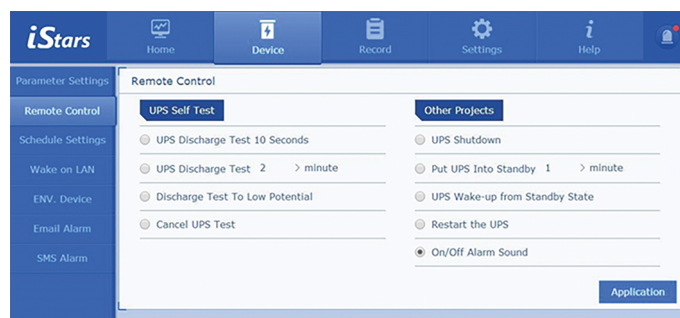 iStars
Home
Device
Record
Settings
Help
Parameter Settings
Remote Control
Schedule Settings
Wake on LAN
ENV. Device
Email Alarm
SMS Alarm
Remote Control
UPS Self Test
UPS Discharge Test 10 Seconds
UPS Discharge Test 2 > minute
Discharge Test To Low Potential
Cancel UPS Test
Other Projects
UPS Shutdown
Put UPS Into Standby 1 > minute
UPS Wake-up from Standby State
Restart the UPS
On/Off Alarm Sound
Application